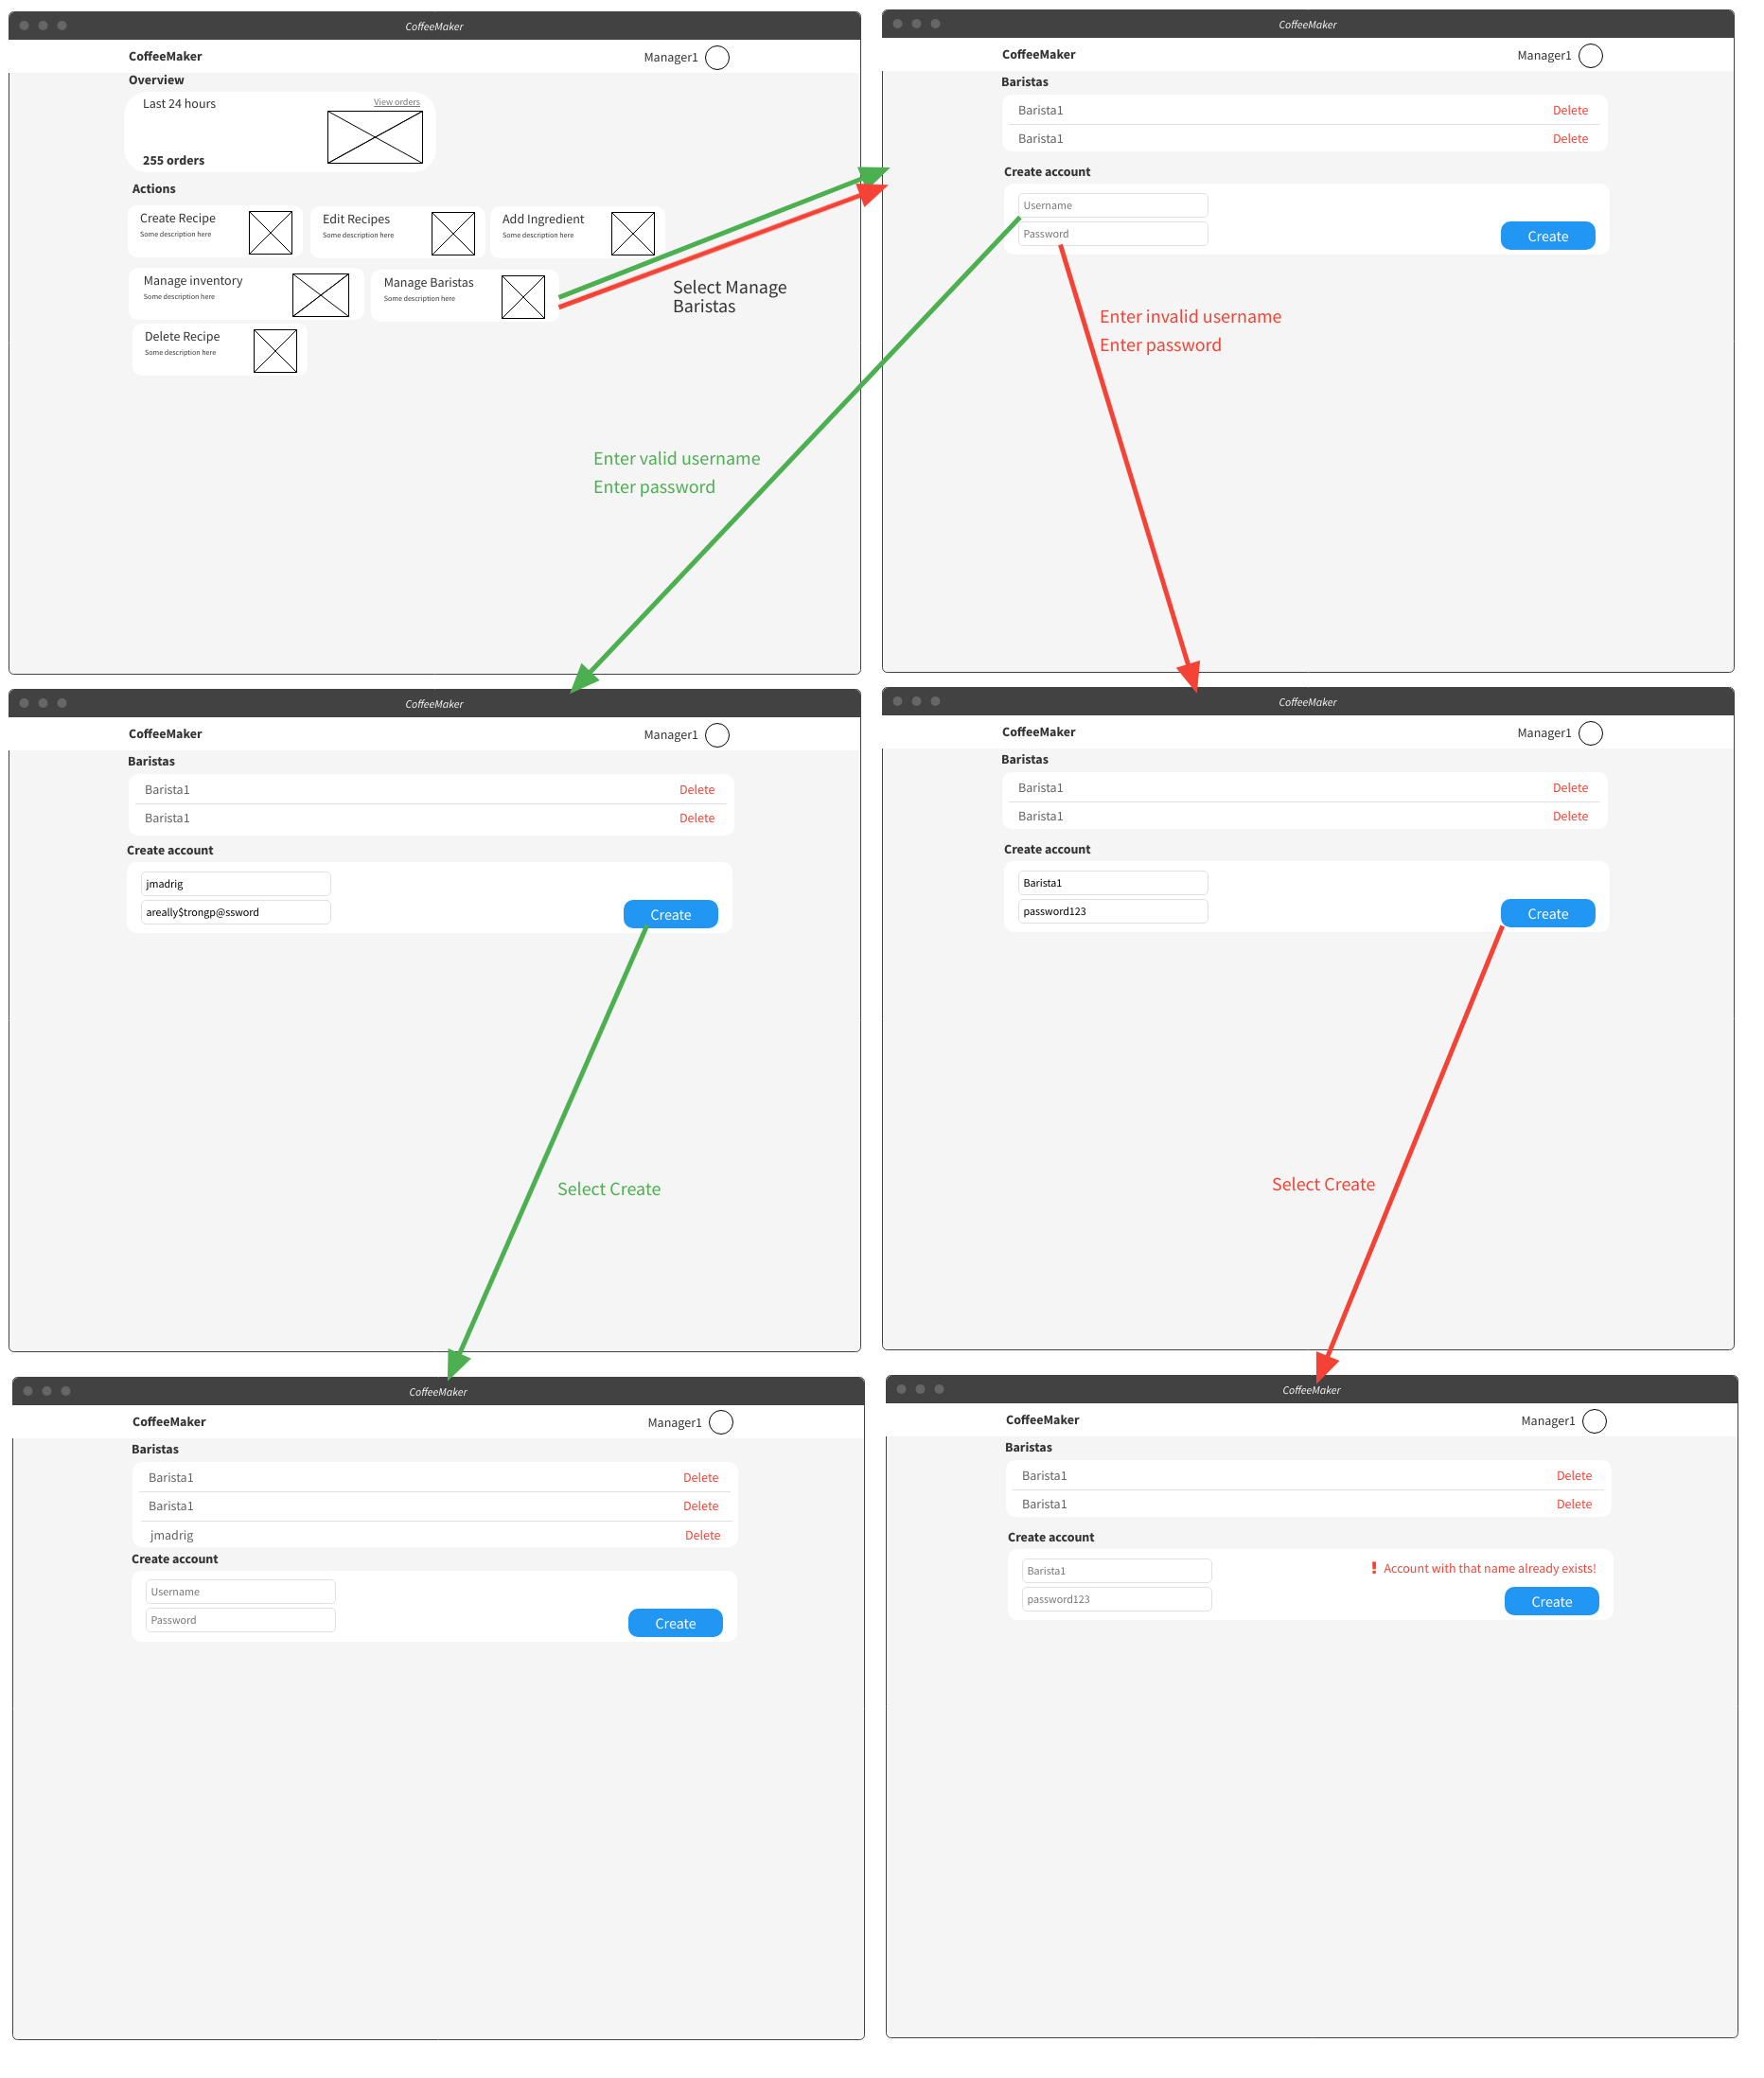 CoffeeMaker
CoffeeMaker
Manager1
Overview
Last 24 hours
View orders
255 orders
Actions
Create Recipe
Some description here
Edit Recipes
Some description here
Add Ingredient
Some description here
Manage inventory
Some description here
Manage Baristas
Some description here
Delete Recipe
Some description here
Select Manage
Baristas
Enter valid username
Enter password
CoffeeMaker
CoffeeMaker
Manager1
Baristas
Barista1
Delete
Barista1
Delete
Create account
Username
Password
Create
Enter invalid username
Enter password
CoffeeMaker
CoffeeMaker
Manager1
Baristas
Barista1
Delete
Barista1
Delete
Create account
jmadrig
areally$trongp@ssword
Create
Select Create
CoffeeMaker
CoffeeMaker
Manager1
Baristas
Barista1
Delete
Barista1
Delete
Create account
Barista1
password123
Create
Select Create
CoffeeMaker
CoffeeMaker
Manager1
Baristas
Barista1
Delete
Barista1
Delete
jmadrig
Delete
Create account
Username
Password
Create
CoffeeMaker
CoffeeMaker
Manager1
Baristas
Barista1
Delete
Barista1
Delete
Create account
Barista1
! Account with that name already exists!
password123
Create